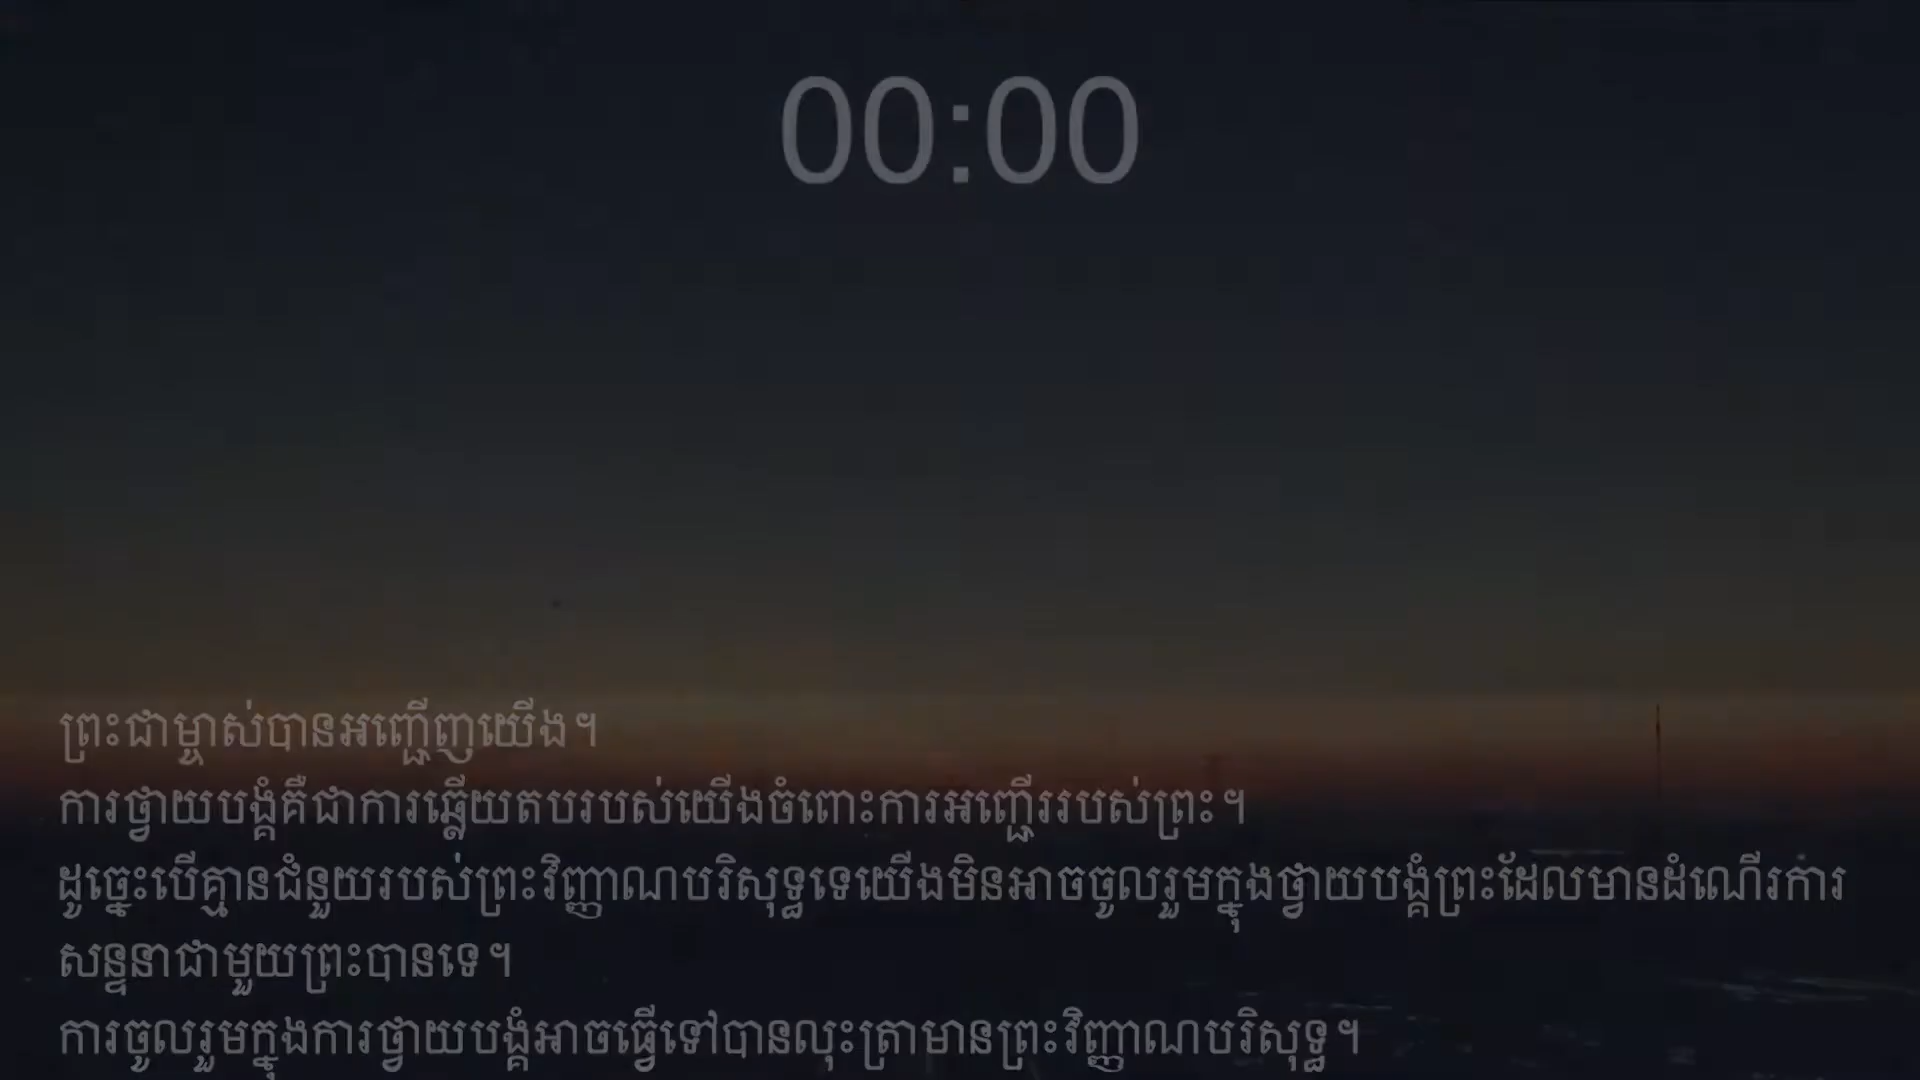 00:00
ព្រះជាម្ចាស់បានអញ្ជើញយើង។
ការថ្វាយបង្គំគឺជាការឆ្លើយតបរបស់យើងចំពោះការអញ្ជើររបស់ព្រះ។
ដូច្នេះបើគ្មានជំនួយរបស់ព្រះវិញ្ញាណបរិសុទ្ធទេយើងមិនអាចចូលរួមក្នុងថ្វាយបង្គំព្រះដែលមានដំណើរការ
សន្ទនាជាមួយព្រះបានទេ។
ការចូលរួមក្នុងការថ្វាយបង្គំអាចធ្វើទៅបានលុះត្រាមានព្រះវិញ្ញាណបរិសុទ្ធ។